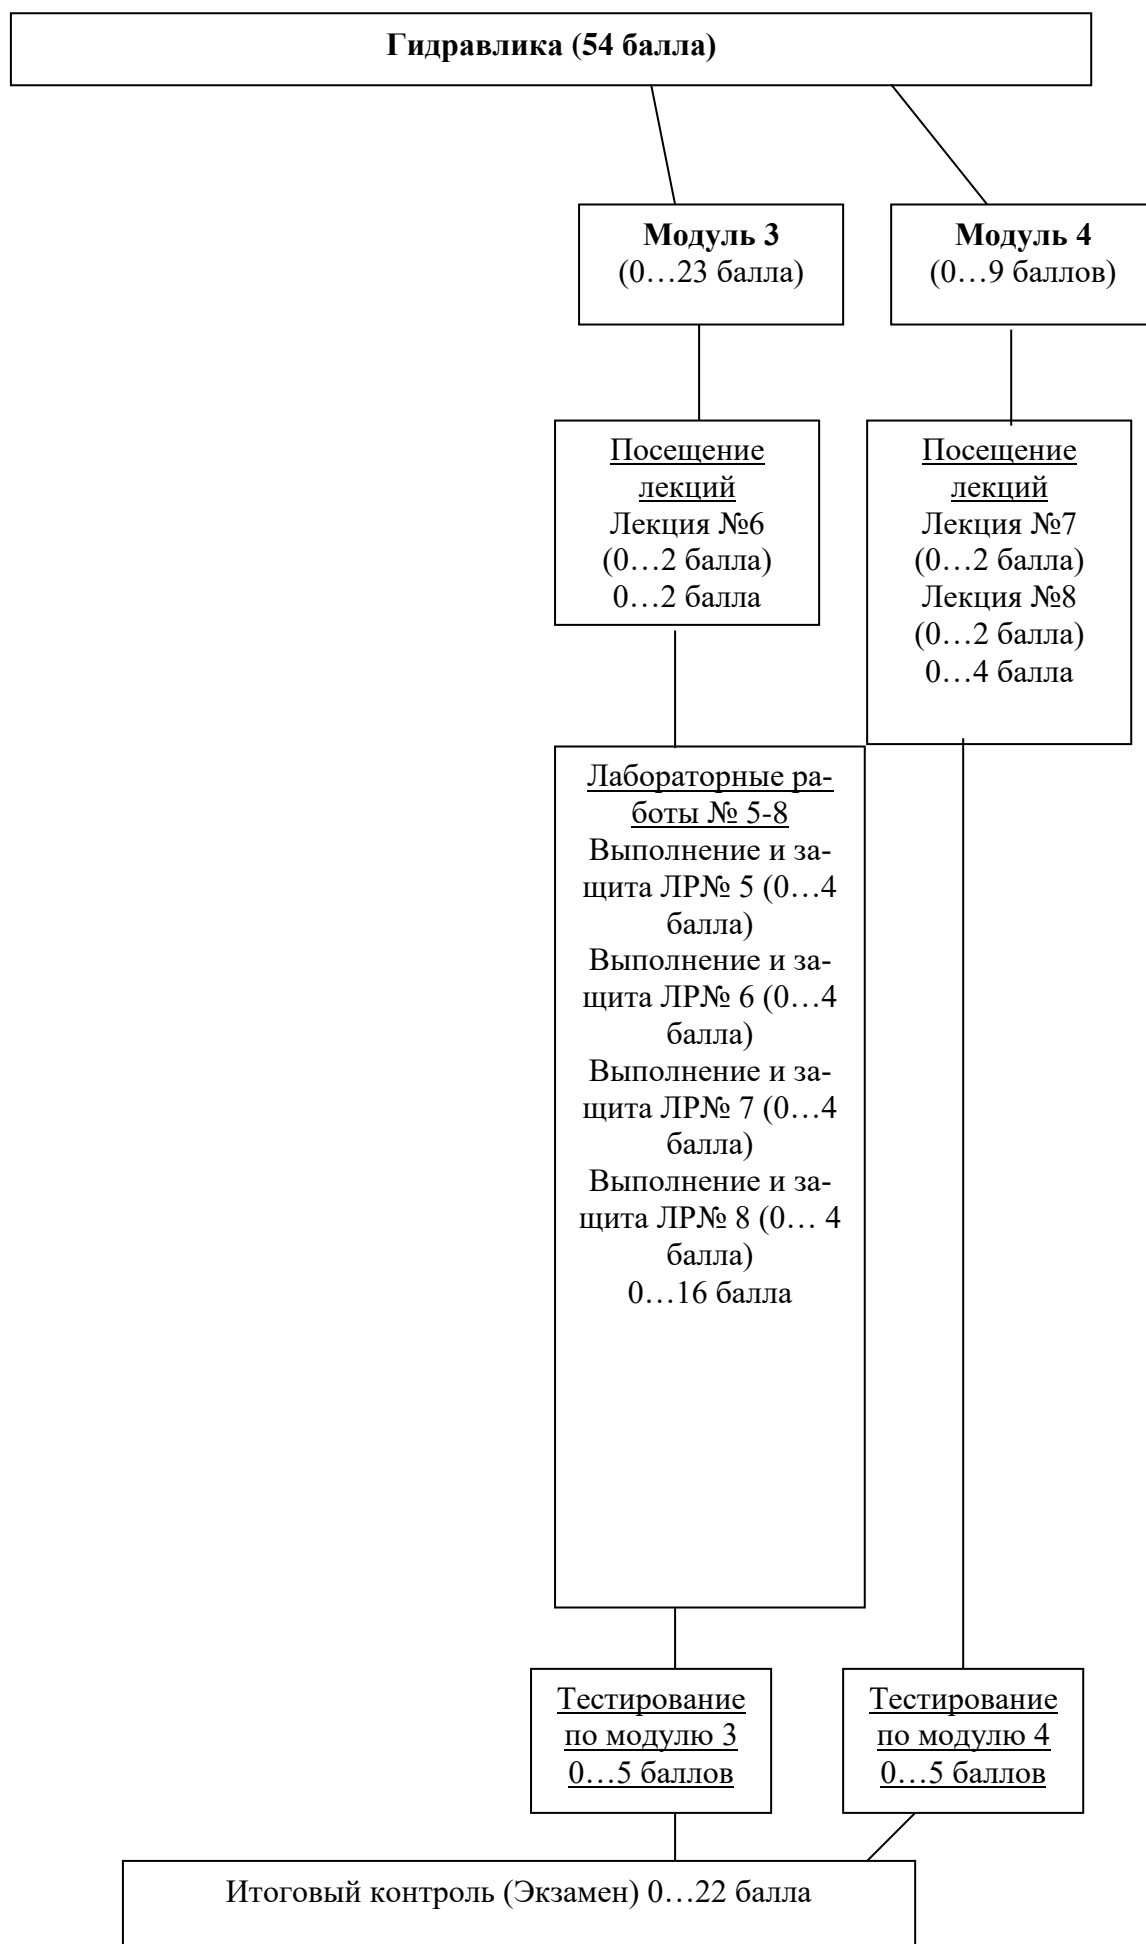 Гидравлика (54 балла)
Модуль 3
(0…23 балла)
Модуль 4
(0…9 баллов)
Посещение
лекций
Лекция №6
(0…2 балла)
0…2 балла
Посещение
лекций
Лекция №7
(0…2 балла)
Лекция №8
(0…2 балла)
0…4 балла
Лабораторные ра-
боты № 5-8
Выполнение и за-
щита ЛР№ 5 (0…4
балла)
Выполнение и за-
щита ЛР№ 6 (0…4
балла)
Выполнение и за-
щита ЛР№ 7 (0…4
балла)
Выполнение и за-
щита ЛР№ 8 (0… 4
балла)
0…16 балла
Тестирование
по модулю 3
0…5 баллов
Тестирование
по модулю 4
0…5 баллов
Итоговый контроль (Экзамен) 0…22 балла